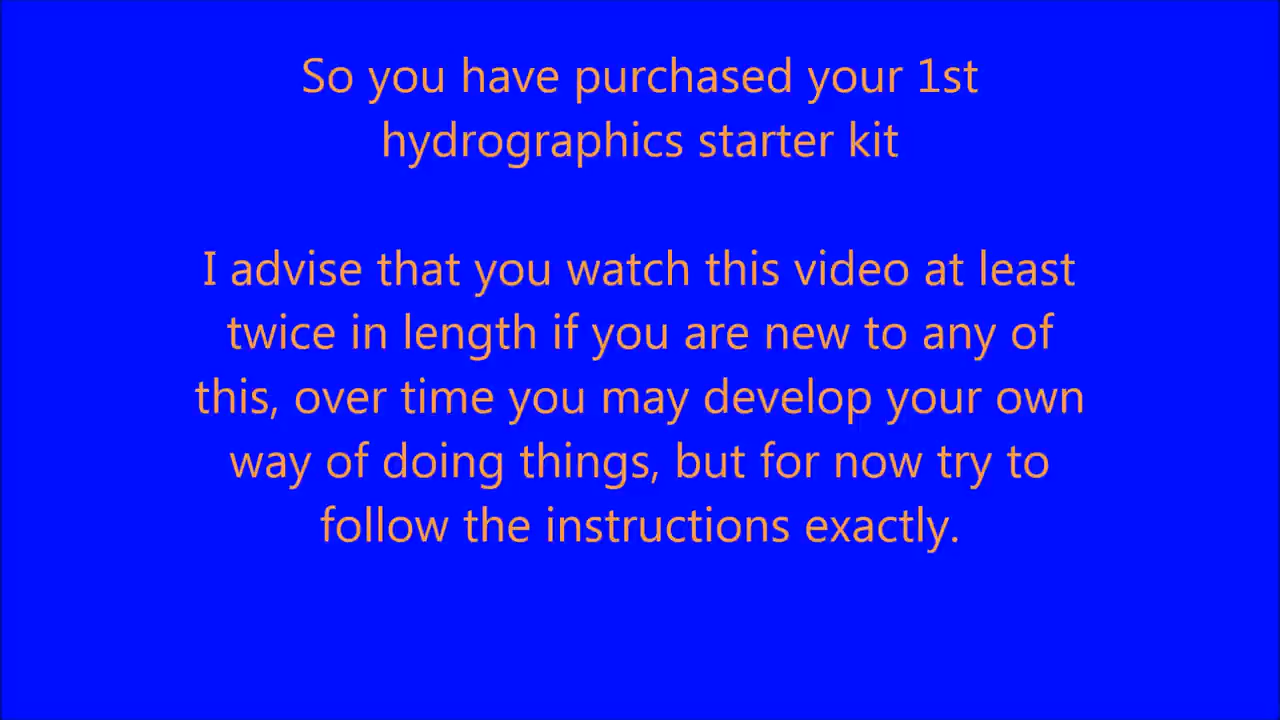 So you have purchased your 1st
hydrographics starter kit
I advise that you watch this video at least
twice in length if you are new to any of
this, over time you may develop your own
way of doing things, but for now try to
follow the instructions exactly.